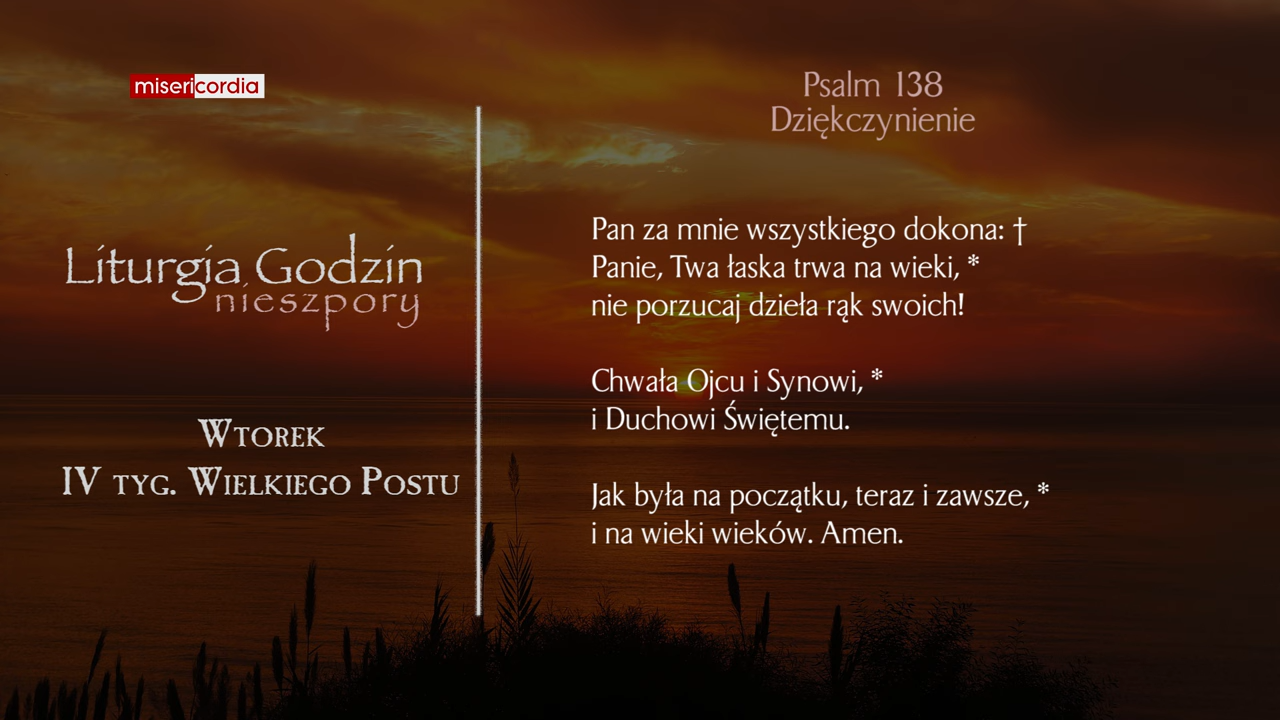 misericordia
Liturgia Godzin
nieszpory
Wtorek
IV tyg. Wielkiego Postu
Psalm 138
Dziękczynienie
Pan za mnie wszystkiego dokona: †
Panie, Twa łaska trwa na wieki, *
nie porzucaj dzieła rąk swoich!
Chwała Ojcu i Synowi, *
i Duchowi Świętemu.
Jak była na początku, teraz i zawsze, *
i na wieki wieków. Amen.